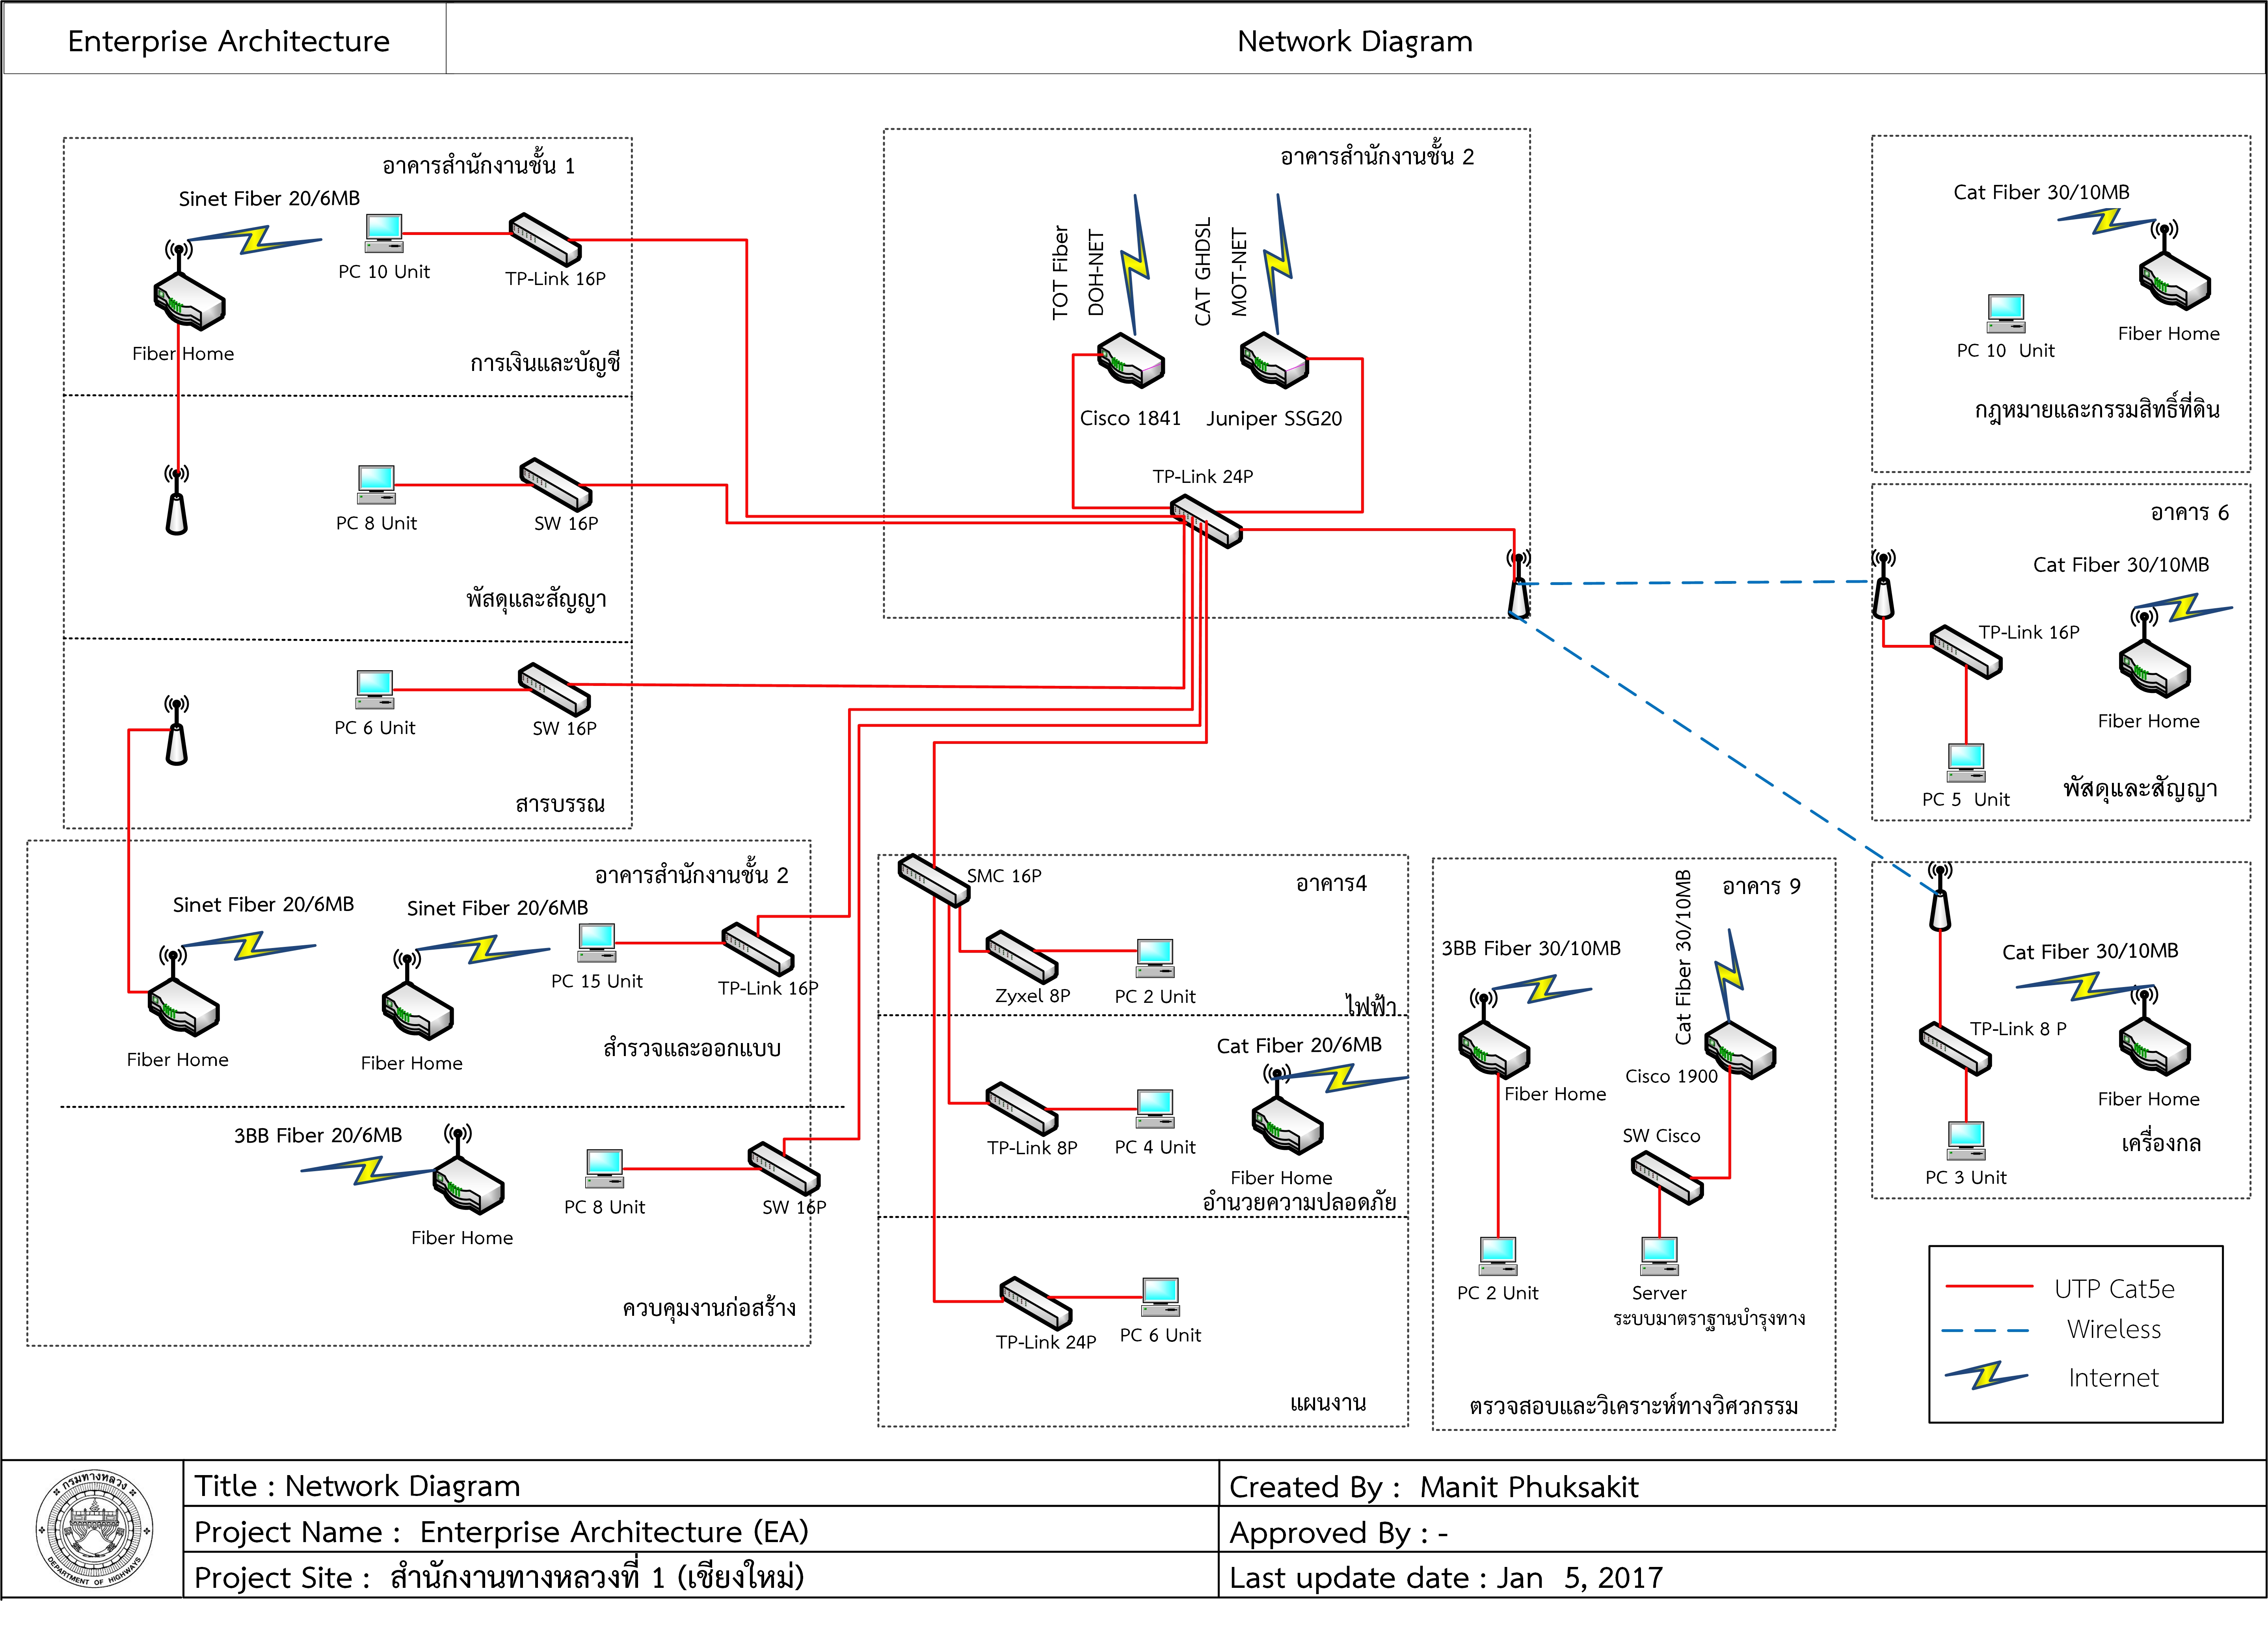 Enterprise Architecture
Network Diagram
อาคารสำนักงานชั้น 1
Sinet Fiber 20/6MB
PC 10 Unit
TP-Link 16P
Fiber Home
การเงินและบัญชี
PC 8 Unit
SW 16P
พัสดุและสัญญา
PC 6 Unit
SW 16P
สารบรรณ
อาคารสำนักงานชั้น 2
TOT Fiber
DOH-NET
CAT GHDSL
MOT-NET
Cisco 1841
Juniper SSG20
TP-Link 24P
Cat Fiber 30/10MB
Fiber Home
PC 10 Unit
กฎหมายและกรรมสิทธิ์ที่ดิน
อาคาร 6
Cat Fiber 30/10MB
TP-Link 16P
Fiber Home
PC 5 Unit
พัสดุและสัญญา
อาคารสำนักงานชั้น 2
Sinet Fiber 20/6MB
Sinet Fiber 20/6MB
PC 15 Unit
TP-Link 16P
Fiber Home
Fiber Home
สำรวจและออกแบบ
3BB Fiber 20/6MB
Fiber Home
PC 8 Unit
SW 16P
ควบคุมงานก่อสร้าง
SMC 16P
อาคาร4
Zyxel 8P
PC 2 Unit
ไฟฟ้า
Cat Fiber 20/6MB
TP-Link 8P
PC 4 Unit
Fiber Home
อำนวยความปลอดภัย
TP-Link 24P
PC 6 Unit
แผนงาน
อาคาร 9
3BB Fiber 30/10MB
Cat Fiber 30/10MB
Fiber Home
Cisco 1900
SW Cisco
PC 2 Unit
Server
ระบบมาตราฐานบำรุงทาง
ตรวจสอบและวิเคราะห์ทางวิศวกรรม
Cat Fiber 30/10MB
TP-Link 8 P
Fiber Home
เครื่องกล
PC 3 Unit
UTP Cat5e
Wireless
Internet
กรมทางหลวง
DEPARTMENT OF HIGHWAYS
Title : Network Diagram
Created By : Manit Phuksakit
Project Name : Enterprise Architecture (EA)
Approved By : -
Project Site : สำนักงานทางหลวงที่ 1 (เชียงใหม่)
Last update date : Jan 5, 2017